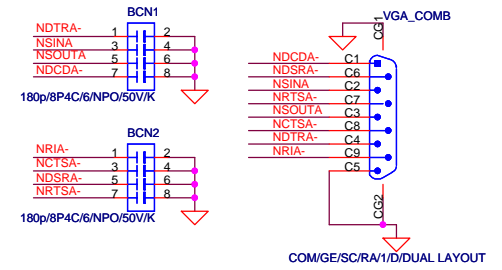 BCN1
NDTRA- 1 2
NSINA 3 4
NSOUTA 5 6
NDCDA- 7 8
180p/8P4C/6/NPO/50V/K
BCN2
NRIA- 1 2
NCTSA- 3 4
NDSRA- 5 6
NRTSA- 7 8
180p/8P4C/6/NPO/50V/K
VGA_COMB
CG1
NDCDA- C1
NDSRA- C6
NSINA C2
NRTSA- C7
NSOUTA C3
NCTSA- C8
NDTRA- C4
NRIA- C9
C5
CG2
COM/GE/SC/RA/1/D/DUAL LAYOUT